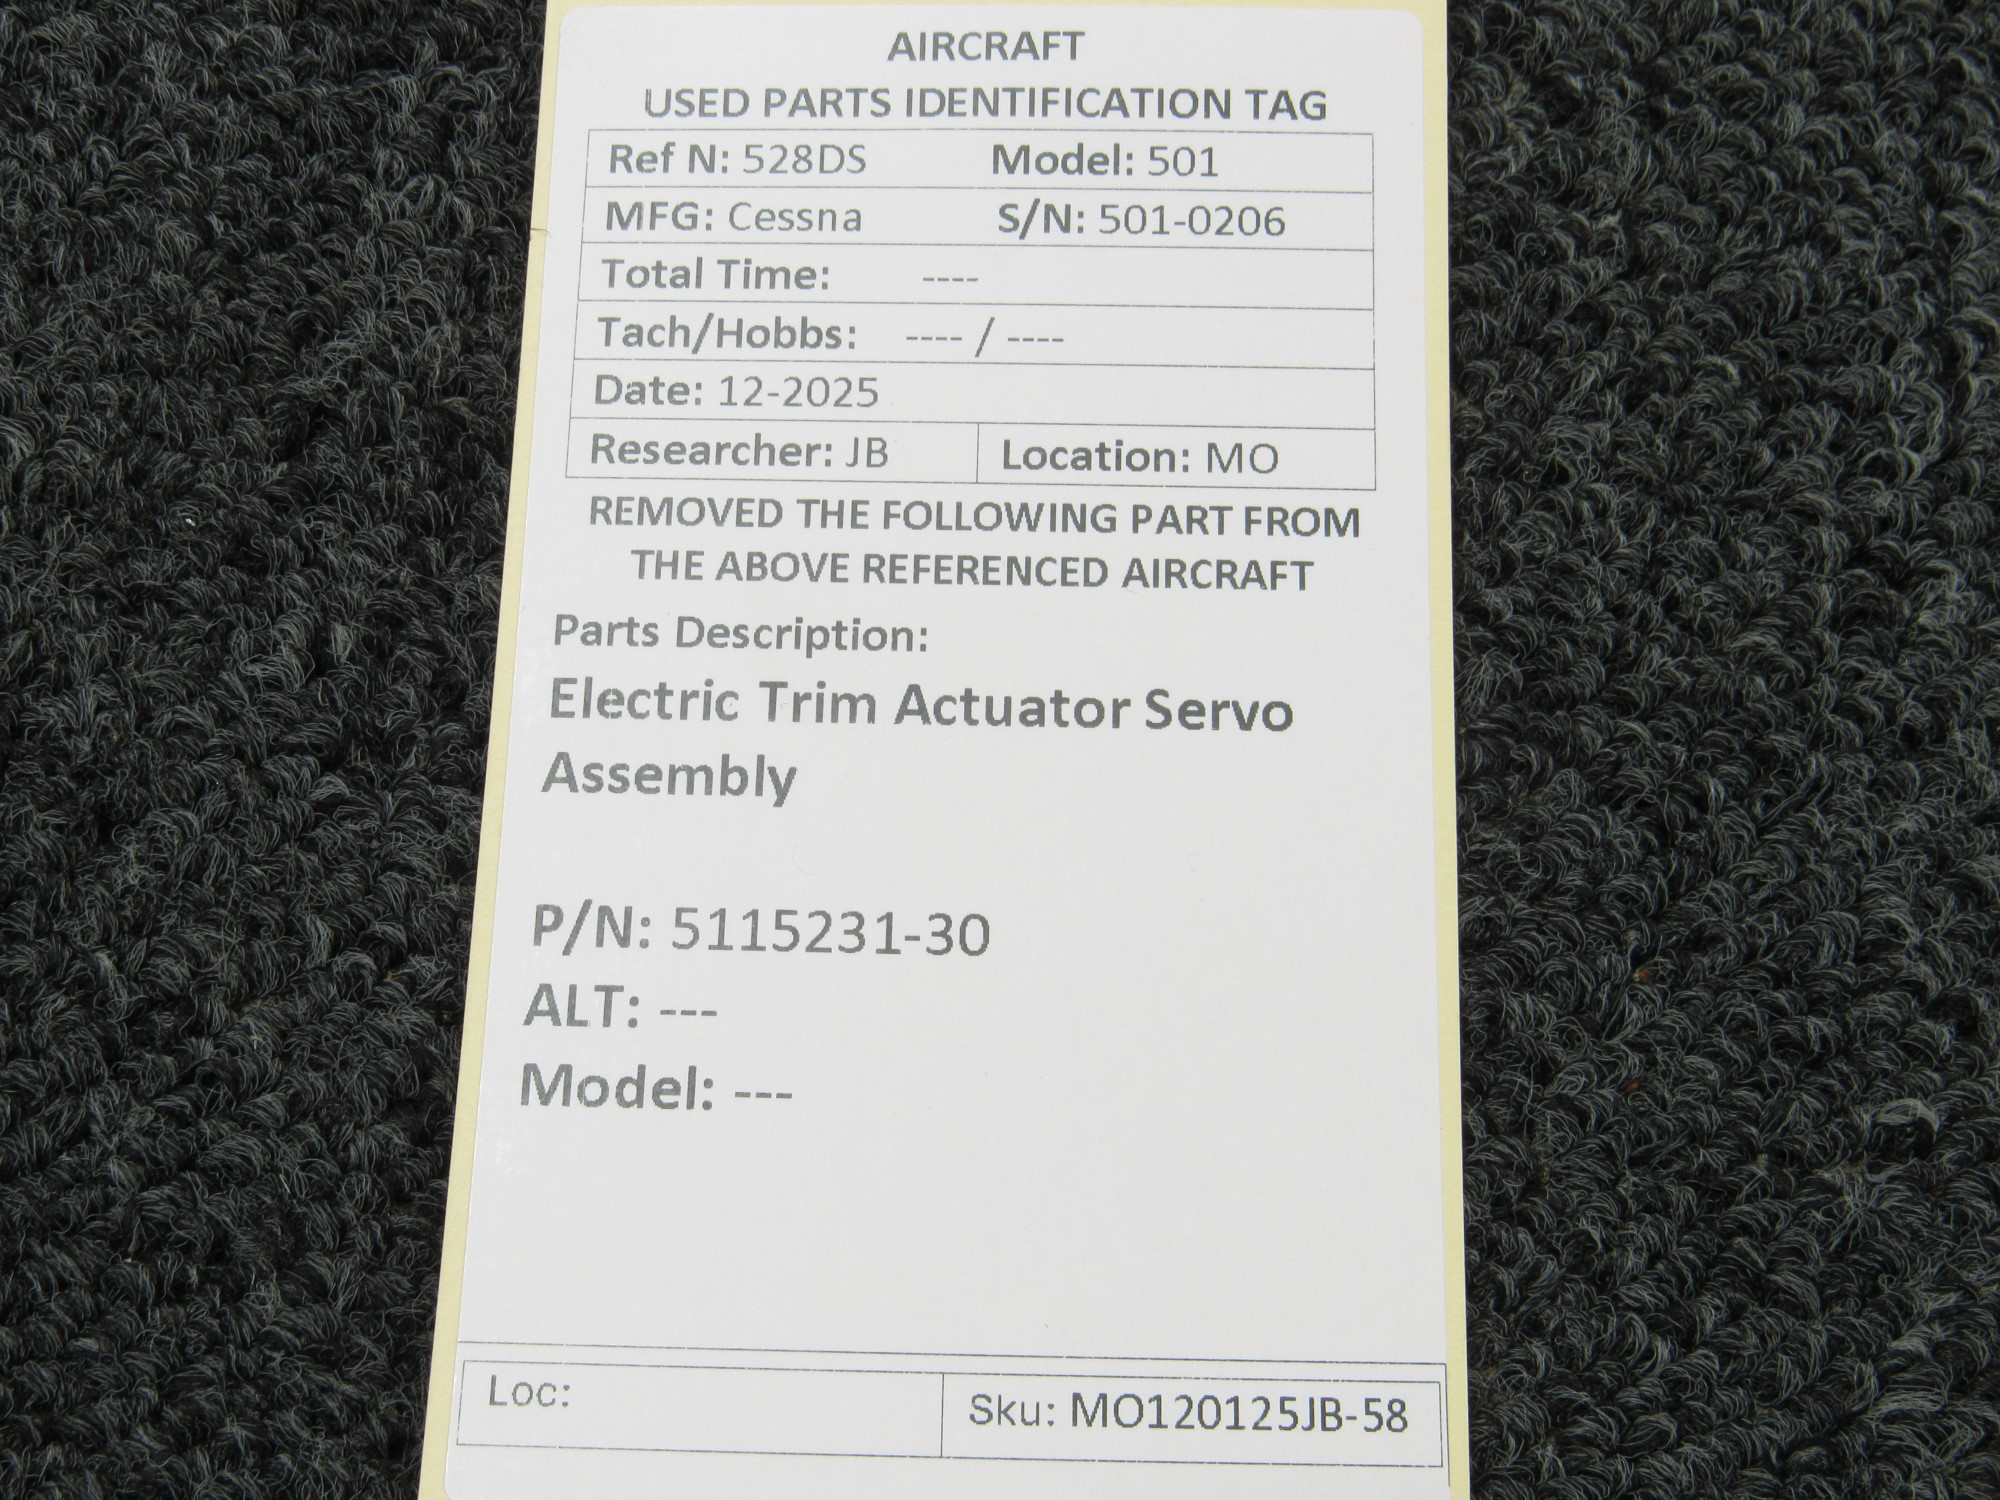 AIRCRAFT
USED PARTS IDENTIFICATION TAG
Ref N: 528DS Model: 501
MFG: Cessna S/N: 501-0206
Total Time: ----
Tach/Hobbs: ---- / ----
Date: 12-2025
Researcher: JB Location: MO
REMOVED THE FOLLOWING PART FROM
THE ABOVE REFERENCED AIRCRAFT
Parts Description:
Electric Trim Actuator Servo
Assembly
P/N: 5115231-30
ALT: ---
Model: ---
Loc: Sku: MO120125JB-58